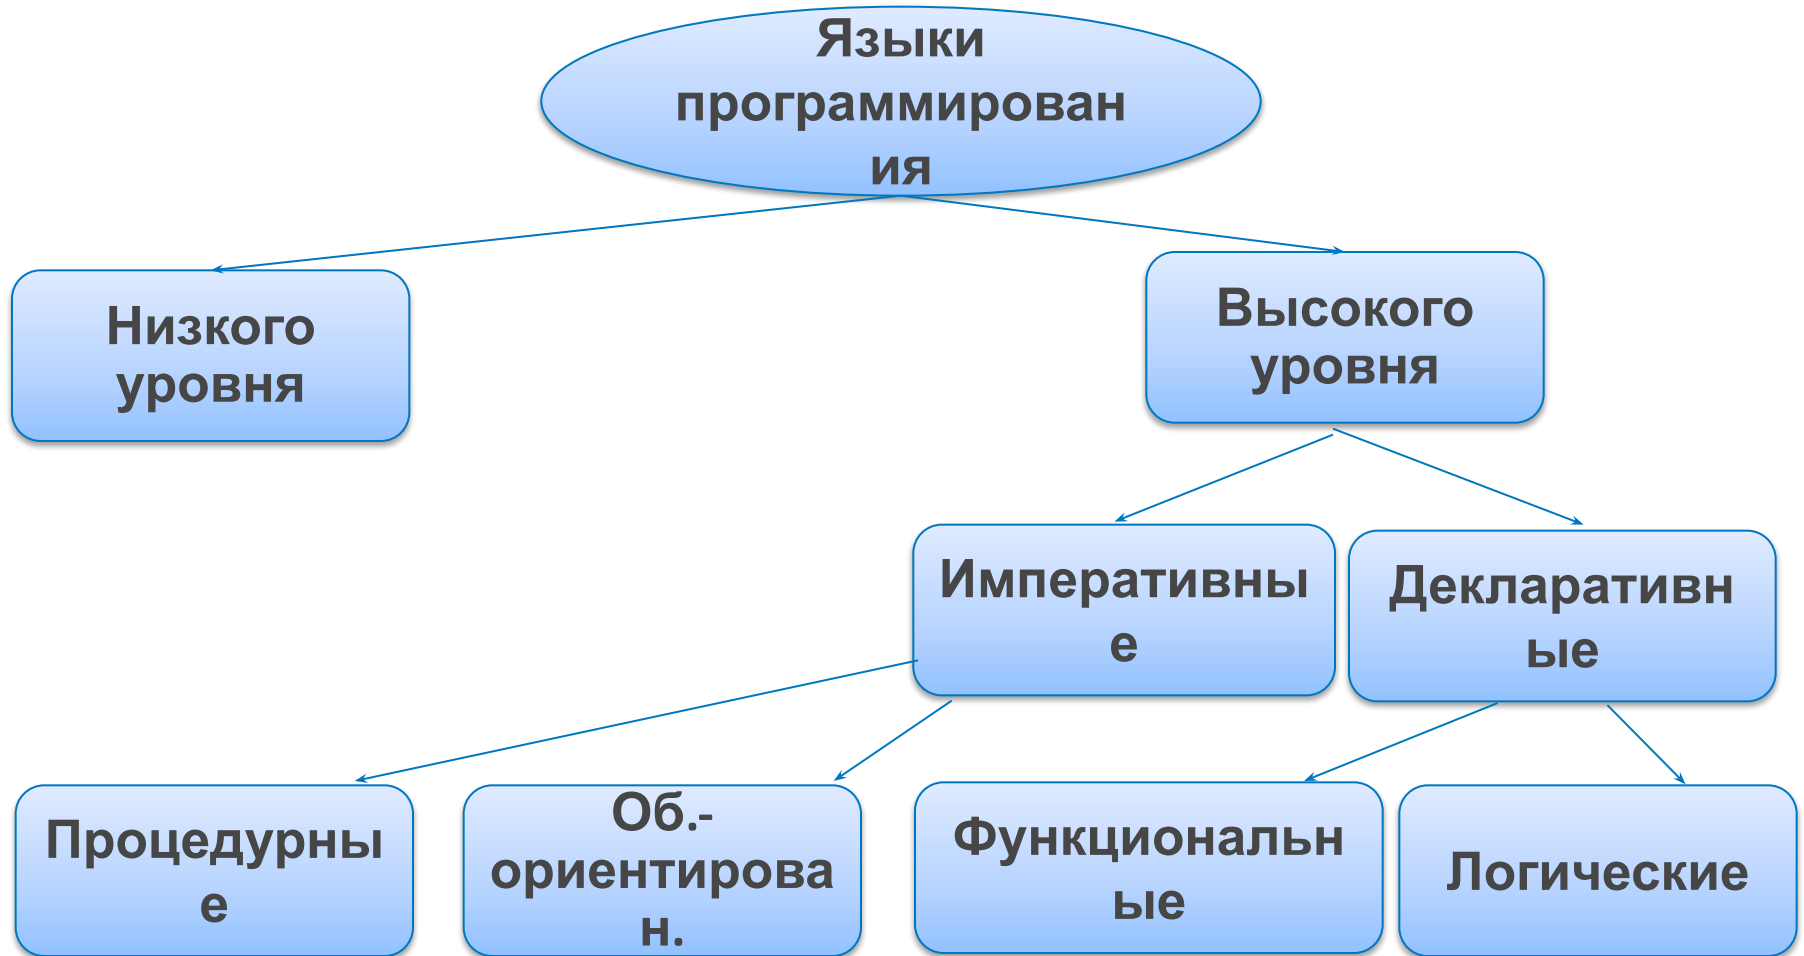 Языки
программирован
ия
Низкого
уровня
Высокого
уровня
Императивны
е
Декларативн
ые
Процедурны
е
Об.-
ориентирова
н.
Функциональн
ые
Логические